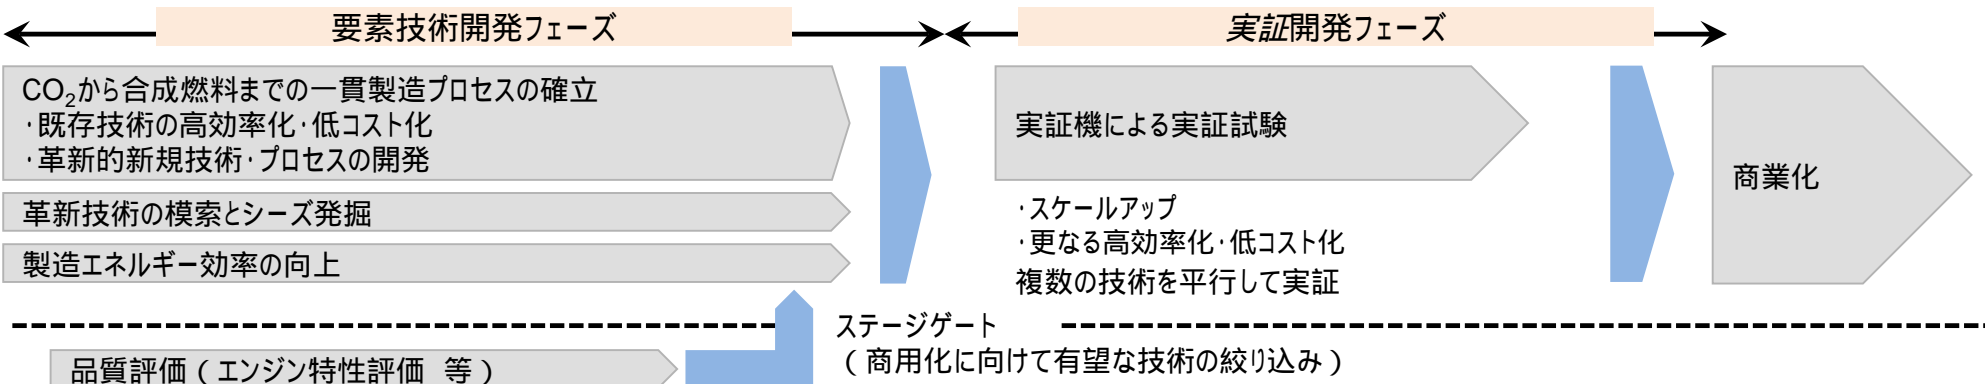 要素技術開発フェーズ
実証開発フェーズ
CO₂から合成燃料までの一貫製造プロセスの確立
・既存技術の高効率化・低コスト化
・革新的新規技術・プロセスの開発
革新技術の模索とシーズ発掘
製造エネルギー効率の向上
実証機による実証試験
・スケールアップ
・更なる高効率化・低コスト化
複数の技術を平行して実証
商業化
ステージゲート
(商用化に向けて有望な技術の絞り込み)
品質評価(エンジン特性評価 等)